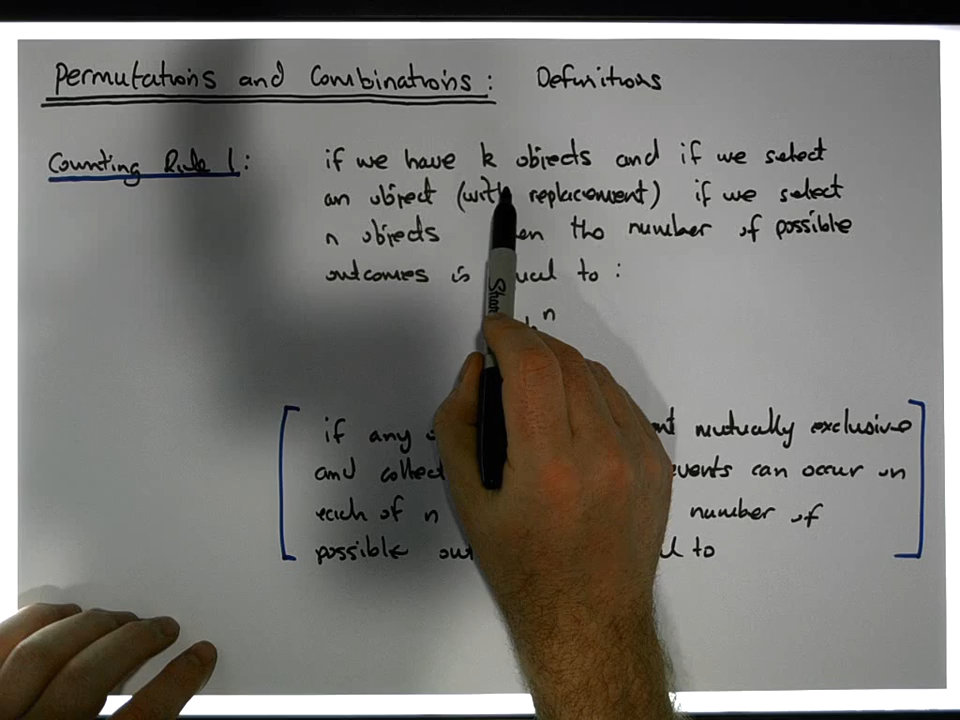 Permutations and Combinations: Definitions
Counting Rule 1:
if we have k objects and if we select
an object (with replacement) if we select
n objects the number of possible
outcomes is to:
n
if any mutually exclusive
and events can occur on
each of n number of
possible to
Shar